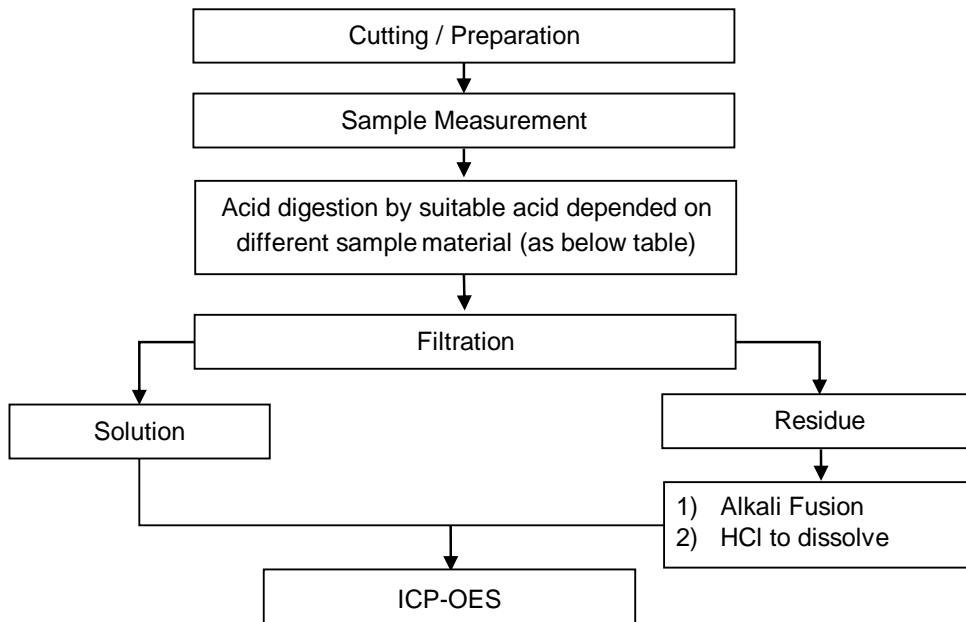 Cutting / Preparation
Sample Measurement
Acid digestion by suitable acid depended on
different sample material (as below table)
Filtration
Solution
Residue
1) Alkali Fusion
2) HCl to dissolve
ICP-OES